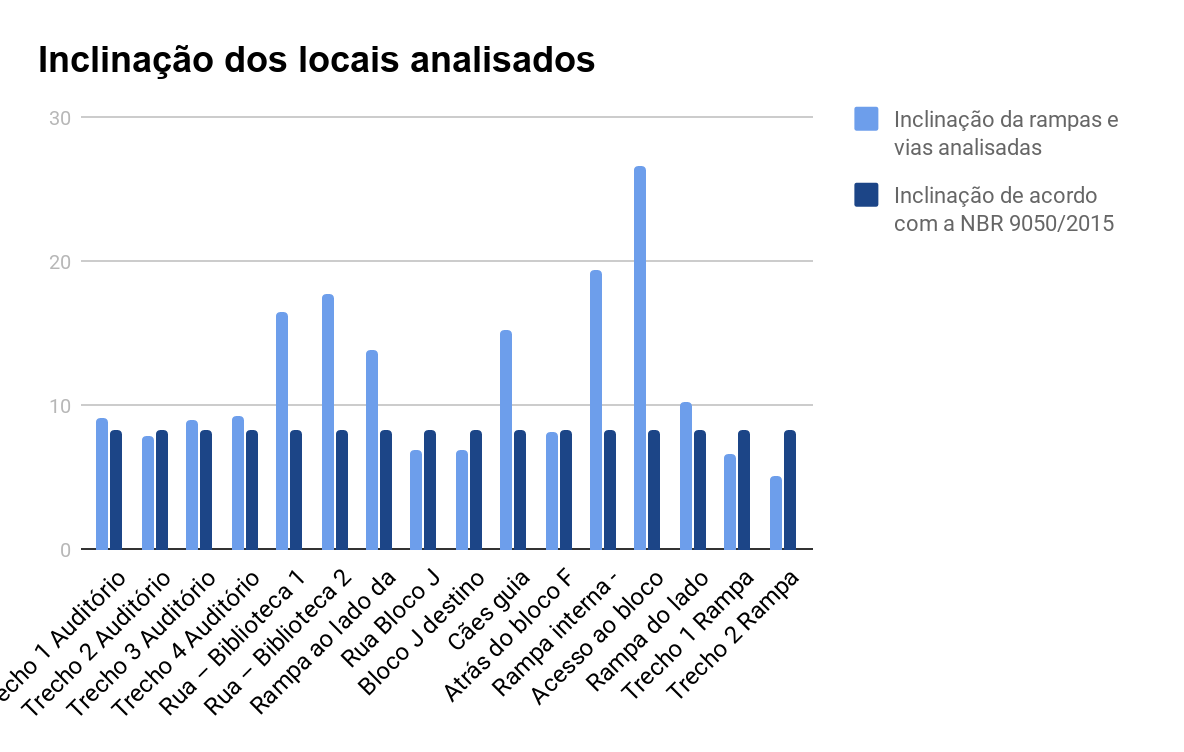 Inclinação dos locais analisados
30
20
10
0
Inclinação da rampas e
vias analisadas
Inclinação de acordo
com a NBR 9050/2015
1 Auditório
Trecho 2 Auditório
Trecho 3 Auditório
Trecho 4 Auditório
Rua – Biblioteca 1
Rua – Biblioteca 2
Rampa ao lado da
Rua Bloco J
Bloco J destino
Cães guia
Atrás do bloco F
Rampa interna -
Acesso ao bloco
Rampa do lado
Trecho 1 Rampa
Trecho 2 Rampa